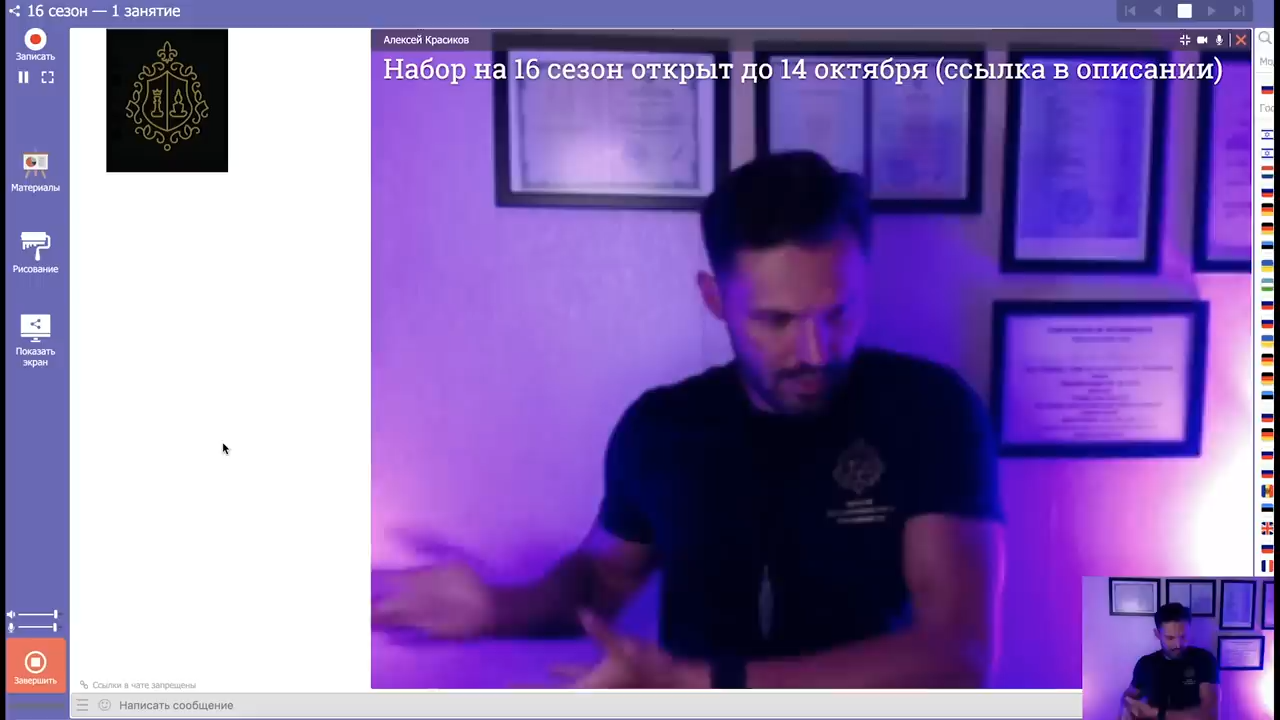 16 сезон — 1 занятие
Записать
Материалы
Рисование
Показать
экран
Завершить
Алексей Красиков
Набор на 16 сезон открыт до 14 октября (ссылка в описании)
Ссылки в чате запрещены
Написать сообщение